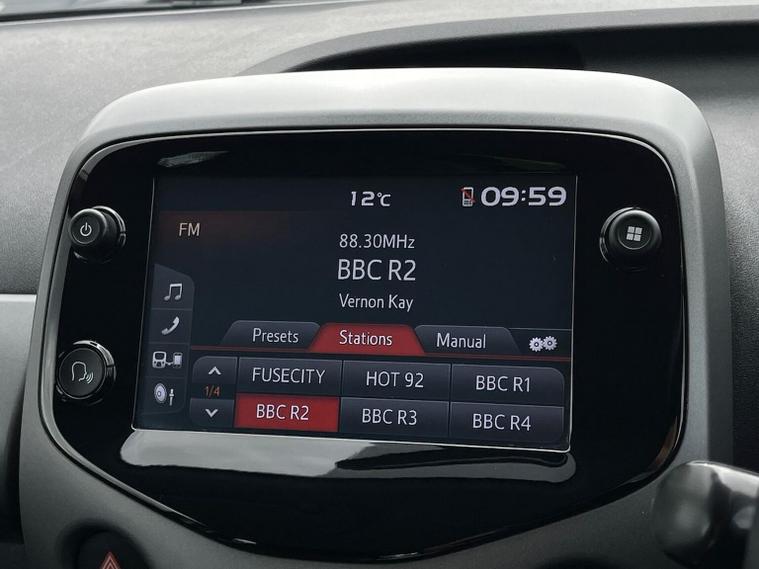 12°C
09:59
FM
88.30MHz
BBC R2
Vernon Kay
Presets Stations Manual
FUSECITY HOT 92 BBC R1
1/4
BBC R2 BBC R3 BBC R4